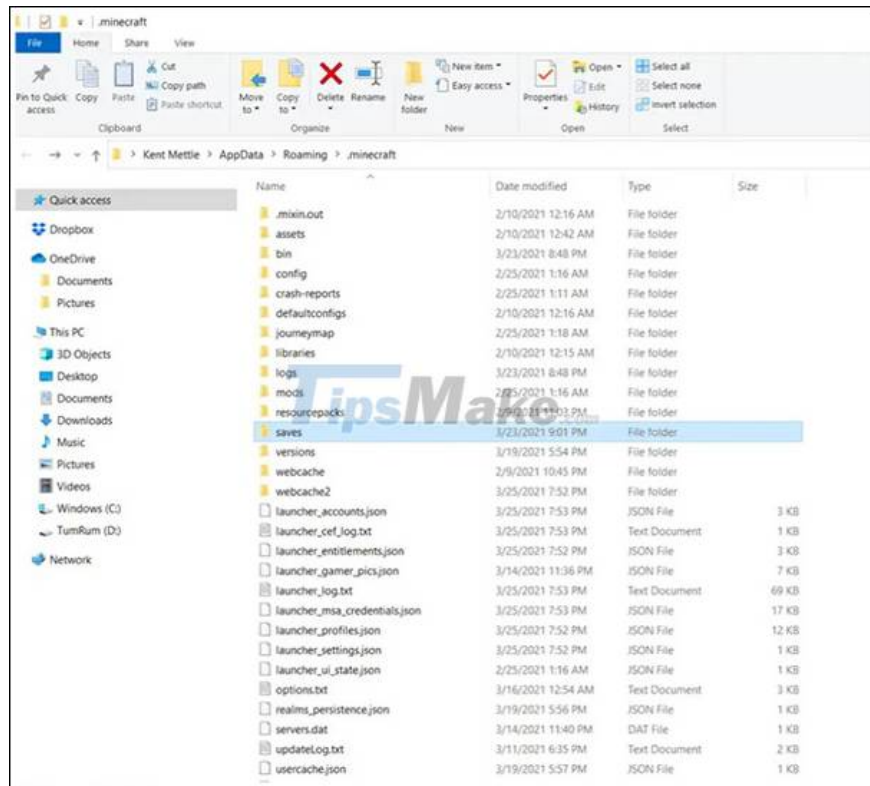 .minecraft
File Home Share View
Pin to Quick access
Copy
Paste
Cut
Copy path
Paste shortcut
Clipboard
Move to
Copy to
Delete
Rename
Organize
New folder
New item
Easy access
New
Properties
Open
Edit
History
Open
Select all
Select none
Invert selection
Select
Kent Mettle > AppData > Roaming > .minecraft
Quick access
Dropbox
OneDrive
Documents
Pictures
This PC
3D Objects
Desktop
Documents
Downloads
Music
Pictures
Videos
Windows (C:)
TumRum (D:)
Network
Name Date modified Type Size
.mixin.out 2/10/2021 12:16 AM File folder
assets 2/10/2021 12:42 AM File folder
bin 3/23/2021 8:48 PM File folder
config 2/25/2021 1:16 AM File folder
crash-reports 2/25/2021 1:11 AM File folder
defaultconfigs 2/10/2021 12:16 AM File folder
journeymap 2/25/2021 1:18 AM File folder
libraries 2/10/2021 12:15 AM File folder
logs 3/23/2021 8:48 PM File folder
mods 2/25/2021 1:16 AM File folder
resourcepacks 2/9/2021 11:03 PM File folder
saves 3/23/2021 9:01 PM File folder
versions 3/19/2021 5:54 PM File folder
webcache 2/9/2021 10:45 PM File folder
webcache2 3/25/2021 7:52 PM File folder
launcher_accounts.json 3/25/2021 7:53 PM JSON File 3 KB
launcher_cef_log.txt 3/25/2021 7:53 PM Text Document 1 KB
launcher_entitlements.json 3/25/2021 7:52 PM JSON File 3 KB
launcher_gamer_pics.json 3/14/2021 11:36 PM JSON File 7 KB
launcher_log.txt 3/25/2021 7:53 PM Text Document 69 KB
launcher_msa_credentials.json 3/25/2021 7:53 PM JSON File 17 KB
launcher_profiles.json 3/25/2021 7:52 PM JSON File 12 KB
launcher_settings.json 3/25/2021 7:52 PM JSON File 1 KB
launcher_ui_state.json 2/25/2021 1:16 AM JSON File 1 KB
options.txt 3/16/2021 12:54 AM Text Document 3 KB
realms_persistence.json 3/19/2021 5:56 PM JSON File 1 KB
servers.dat 3/14/2021 11:40 PM DAT File 1 KB
updateLog.txt 3/11/2021 6:35 PM Text Document 2 KB
usercache.json 3/19/2021 5:57 PM JSON File 1 KB
TipsMake.com